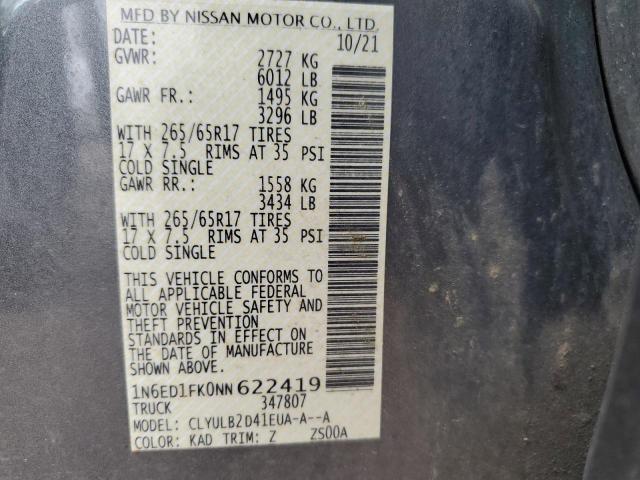 MFD BY NISSAN MOTOR CO., LTD.
DATE: 10/21
GVWR: 2727 KG
6012 LB
GAWR FR.: 1495 KG
3296 LB
WITH 265/65R17 TIRES
17 X 7.5 RIMS AT 35 PSI
COLD SINGLE
GAWR RR.: 1558 KG
3434 LB
WITH 265/65R17 TIRES
17 X 7.5 RIMS AT 35 PSI
COLD SINGLE
THIS VEHICLE CONFORMS TO
ALL APPLICABLE FEDERAL
MOTOR VEHICLE SAFETY AND
THEFT PREVENTION
STANDARDS IN EFFECT ON
THE DATE OF MANUFACTURE
SHOWN ABOVE.
1N6ED1FK0NN622419
TRUCK 347807
MODEL: CLYULB2D41EUA-A--A
COLOR: KAD TRIM: Z ZS00A